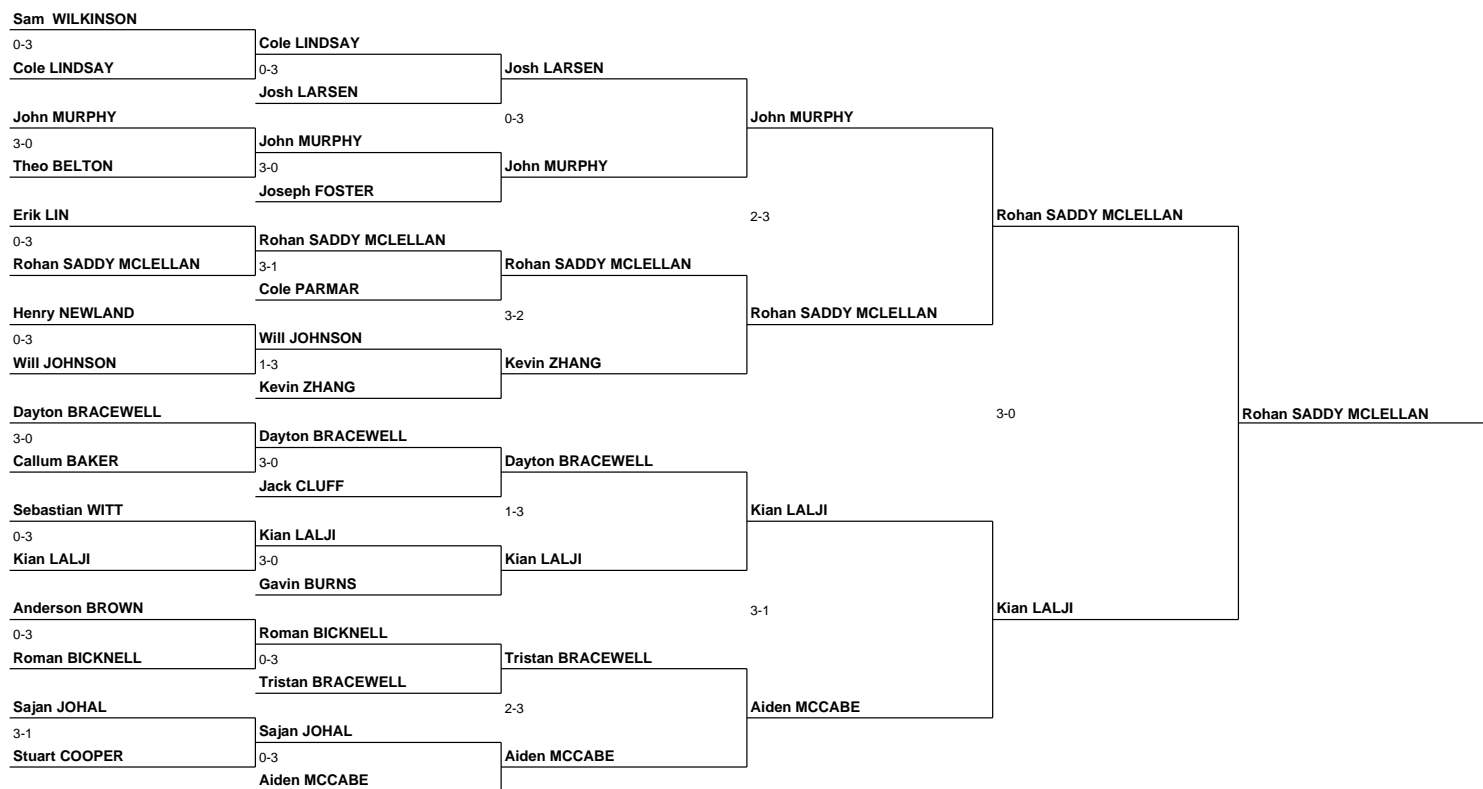 Sam  WILKINSON
0-3
Cole LINDSAY
John MURPHY
3-0
Theo BELTON
Erik LIN
0-3
Rohan SADDY MCLELLAN
Henry NEWLAND
0-3
Will JOHNSON
Dayton BRACEWELL
3-0
Callum BAKER
Sebastian WITT
0-3
Kian LALJI
Anderson BROWN
0-3
Roman BICKNELL
Sajan JOHAL
3-1
Stuart COOPER
Cole LINDSAY
0-3
Josh LARSEN
John MURPHY
3-0
Joseph FOSTER
Rohan SADDY MCLELLAN
3-1
Cole PARMAR
Will JOHNSON
1-3
Kevin ZHANG
Dayton BRACEWELL
3-0
Jack CLUFF
Kian LALJI
3-0
Gavin BURNS
Roman BICKNELL
0-3
Tristan BRACEWELL
Sajan JOHAL
0-3
Aiden MCCABE
Josh LARSEN
0-3
John MURPHY
Rohan SADDY MCLELLAN
3-2
Kevin ZHANG
Dayton BRACEWELL
1-3
Kian LALJI
Tristan BRACEWELL
2-3
Aiden MCCABE
John MURPHY
2-3
Rohan SADDY MCLELLAN
Kian LALJI
3-1
Aiden MCCABE
Rohan SADDY MCLELLAN
3-0
Kian LALJI
Rohan SADDY MCLELLAN